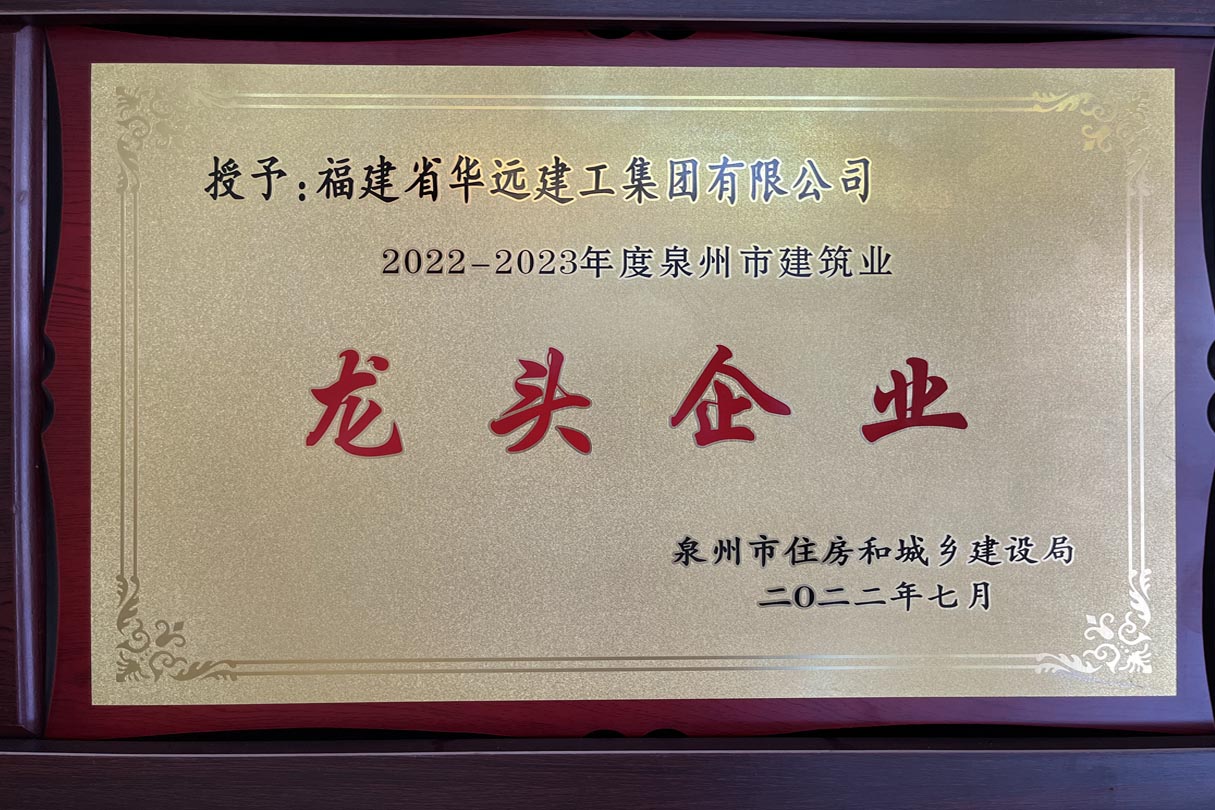 授予:福建省华远建工集团有限公司
2022-2023年度泉州市建筑业
龙头企业
泉州市住房和城乡建设局
二O二二年七月